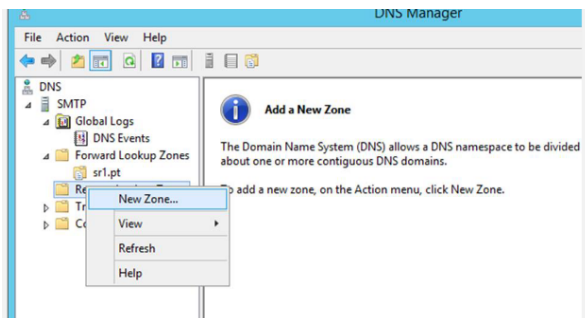 DNS Manager
File Action View Help
DNS
SMTP
Global Logs
DNS Events
Forward Lookup Zones
sr1.pt
New Zone...
View
Refresh
Help
Add a New Zone
The Domain Name System (DNS) allows a DNS namespace to be divided
about one or more contiguous DNS domains.
add a new zone, on the Action menu, click New Zone.